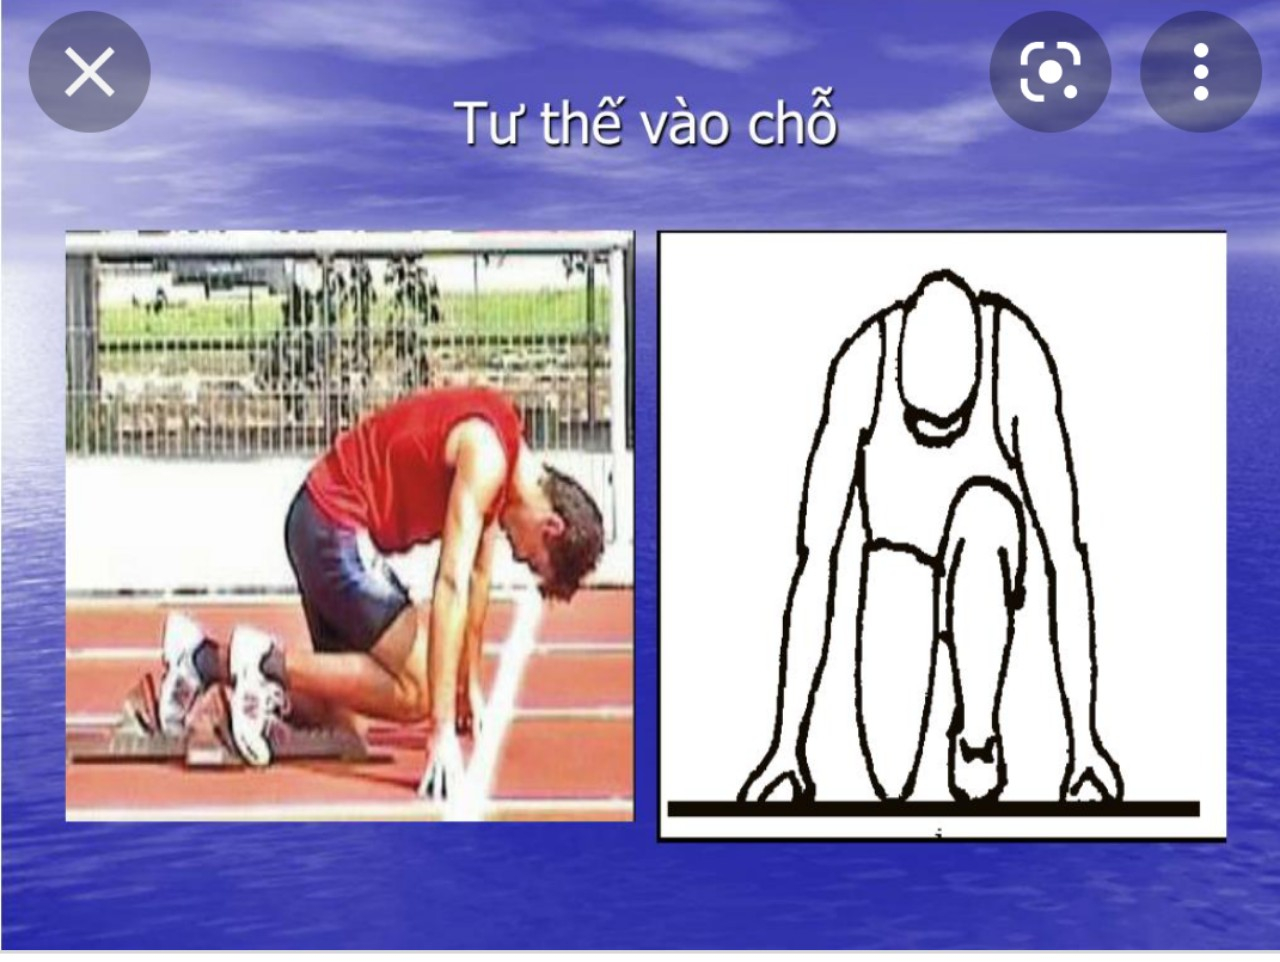 Tư thế vào chỗ